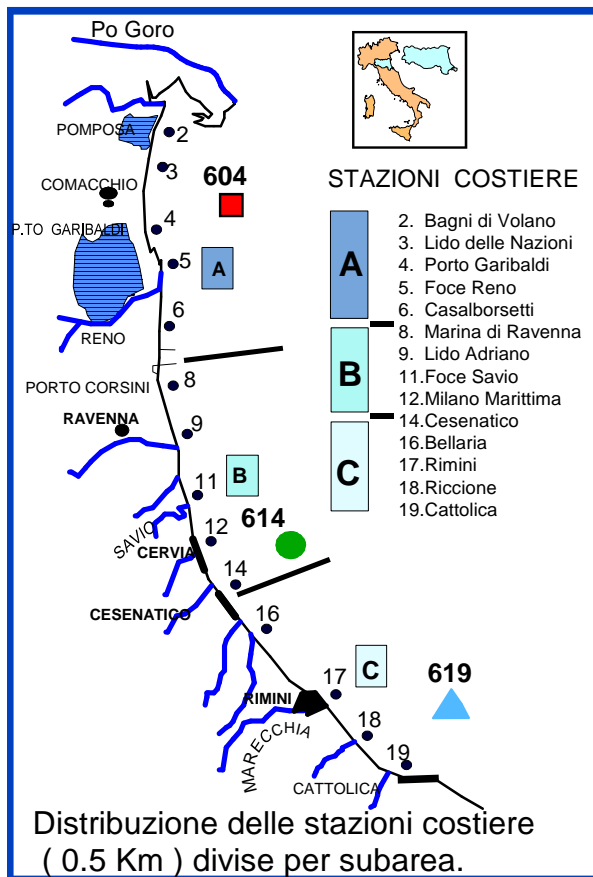 Po Goro
POMPOSA
2
3
604
COMACCHIO
4
P.TO GARIBALDI
5
A
6
RENO
8
PORTO CORSINI
RAVENNA
9
11
B
SAVIO
12
614
CERVIA
14
CESENATICO
16
17
C
619
RIMINI
MARECCHIA
18
19
CATTOLICA
STAZIONI COSTIERE
A
B
C
2. Bagni di Volano
3. Lido delle Nazioni
4. Porto Garibaldi
5. Foce Reno
6. Casalborsetti
8. Marina di Ravenna
9. Lido Adriano
11.Foce Savio
12.Milano Marittima
14.Cesenatico
16.Bellaria
17.Rimini
18.Riccione
19.Cattolica
Distribuzione delle stazioni costiere
( 0.5 Km ) divise per subarea.